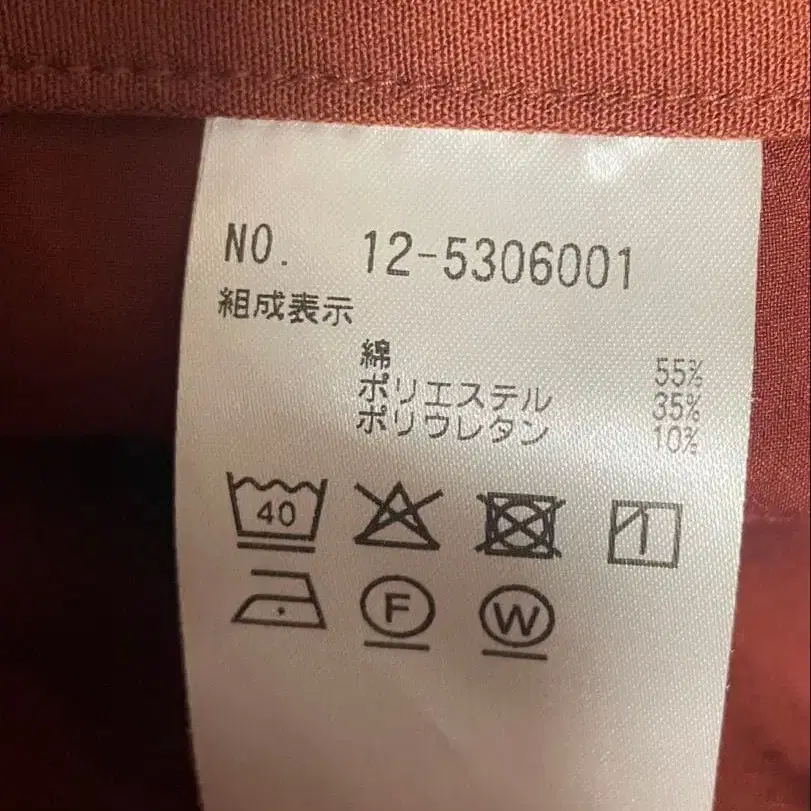 NO. 12-5306001
組成表示
綿 55%
ポリエステル 35%
ポリウレタン 10%
40
F W